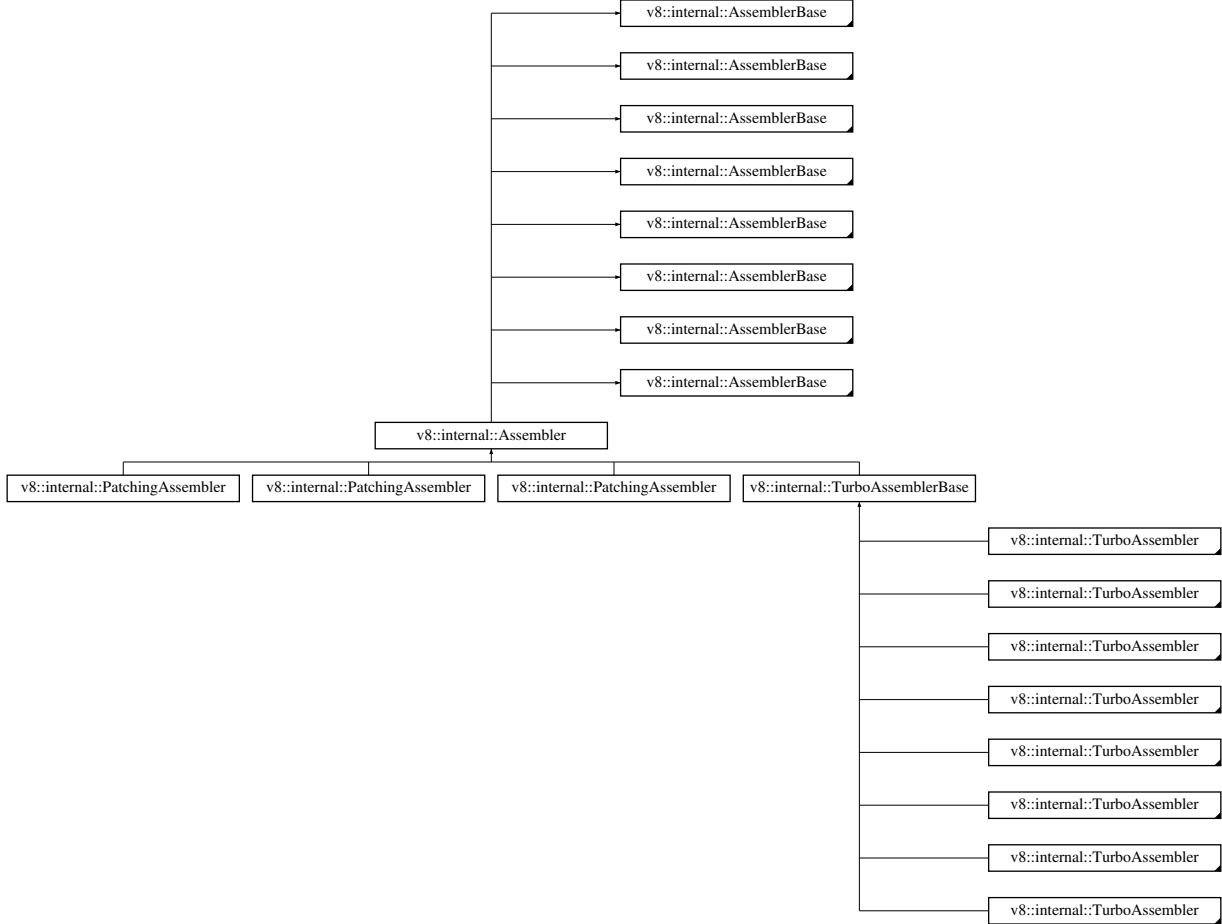 v8::internal::AssemblerBase
v8::internal::AssemblerBase
v8::internal::AssemblerBase
v8::internal::AssemblerBase
v8::internal::AssemblerBase
v8::internal::AssemblerBase
v8::internal::AssemblerBase
v8::internal::AssemblerBase
v8::internal::Assembler
v8::internal::PatchingAssembler v8::internal::PatchingAssembler v8::internal::PatchingAssembler v8::internal::TurboAssemblerBase
v8::internal::TurboAssembler
v8::internal::TurboAssembler
v8::internal::TurboAssembler
v8::internal::TurboAssembler
v8::internal::TurboAssembler
v8::internal::TurboAssembler
v8::internal::TurboAssembler
v8::internal::TurboAssembler